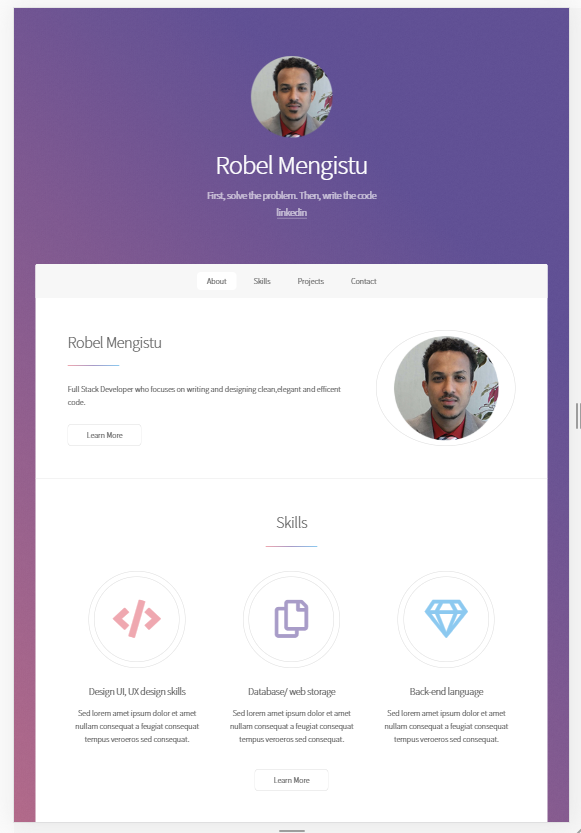 Robel Mengistu
First, solve the problem. Then, write the code
linkedin
About Skills Projects Contact
Robel Mengistu
Full Stack Developer who focuses on writing and designing clean,elegant and efficent
code.
Learn More
Skills
Design UI, UX design skills
Sed lorem amet ipsum dolor et amet
nullam consequat a feugiat consequat
tempus veroeros sed consequat.
Database/ web storage
Sed lorem amet ipsum dolor et amet
nullam consequat a feugiat consequat
tempus veroeros sed consequat.
Back-end language
Sed lorem amet ipsum dolor et amet
nullam consequat a feugiat consequat
tempus veroeros sed consequat.
Learn More